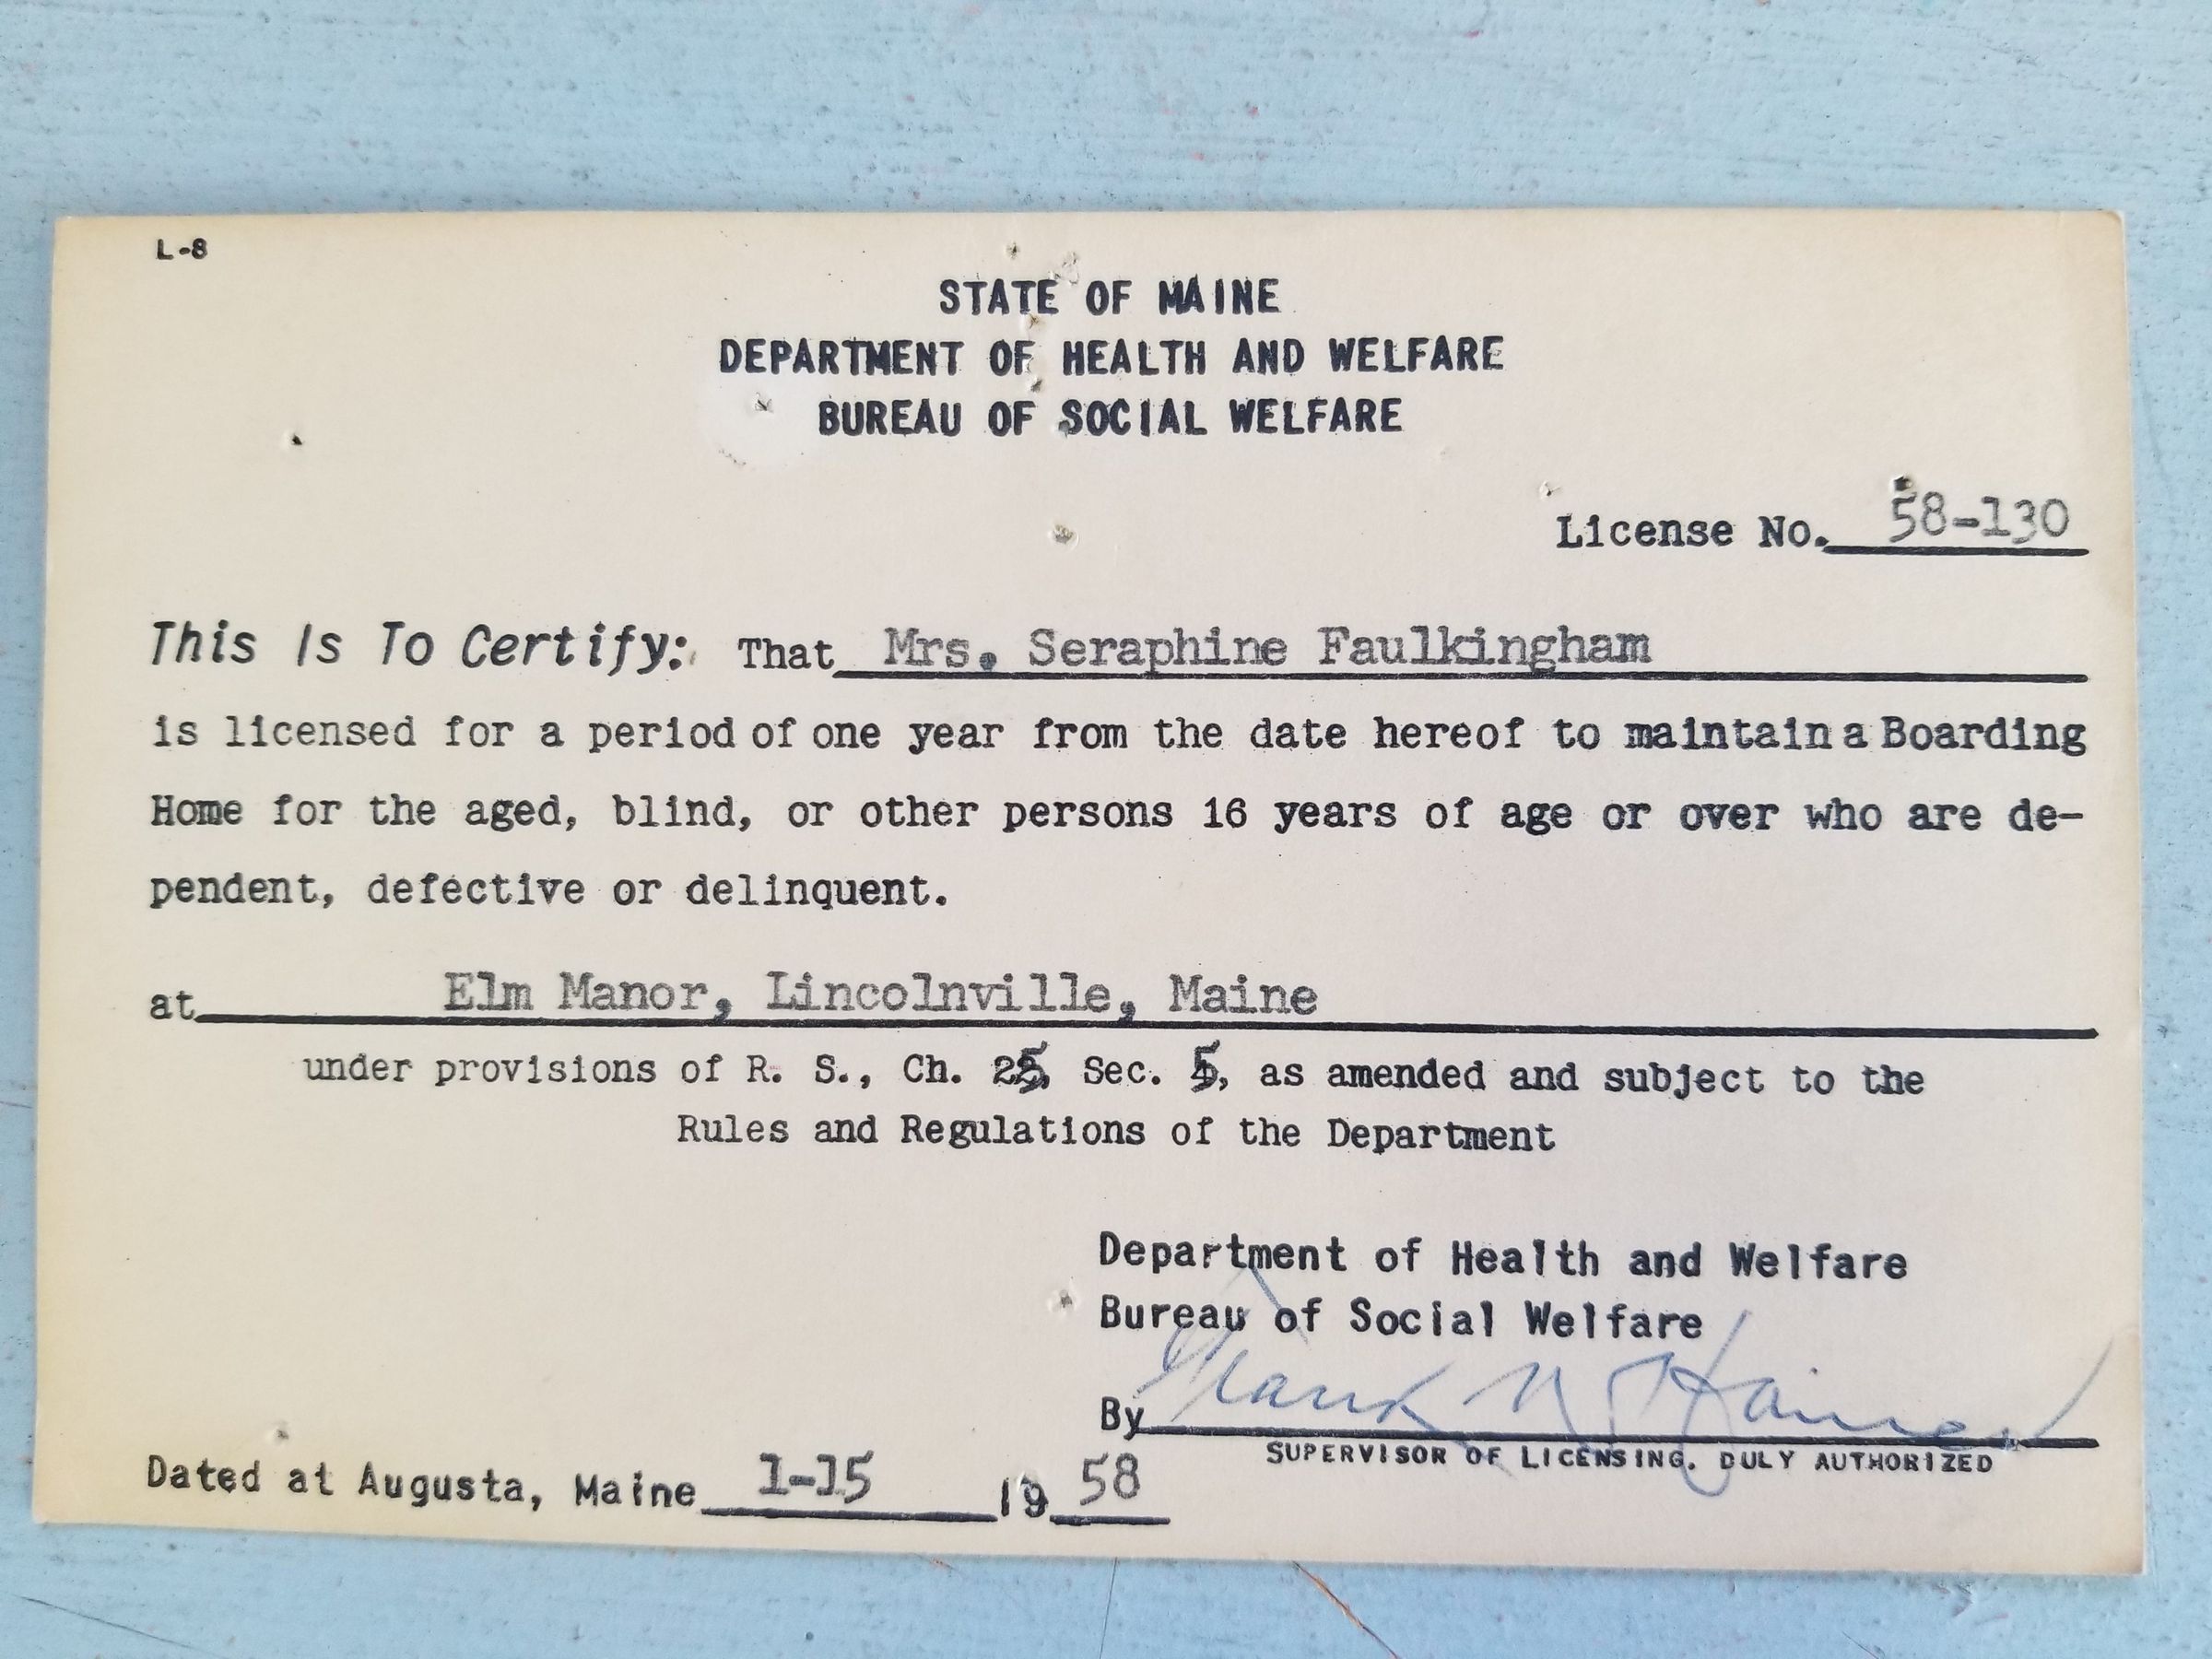 L-8
STATE OF MAINE
DEPARTMENT OF HEALTH AND WELFARE
BUREAU OF SOCIAL WELFARE
License No. 58-130
This Is To Certify: That Mrs. Seraphine Faulkingham
is licensed for a period of one year from the date hereof to maintain a Boarding
Home for the aged, blind, or other persons 16 years of age or over who are de-
pendent, defective or delinquent.
at Elm Manor, Lincolnville, Maine
under provisions of R. S., Ch. 25, Sec. 5, as amended and subject to the
Rules and Regulations of the Department
Department of Health and Welfare
Bureau of Social Welfare
By Frank
SUPERVISOR OF LICENSING, DULY AUTHORIZED
Dated at Augusta, Maine 1-15 1958